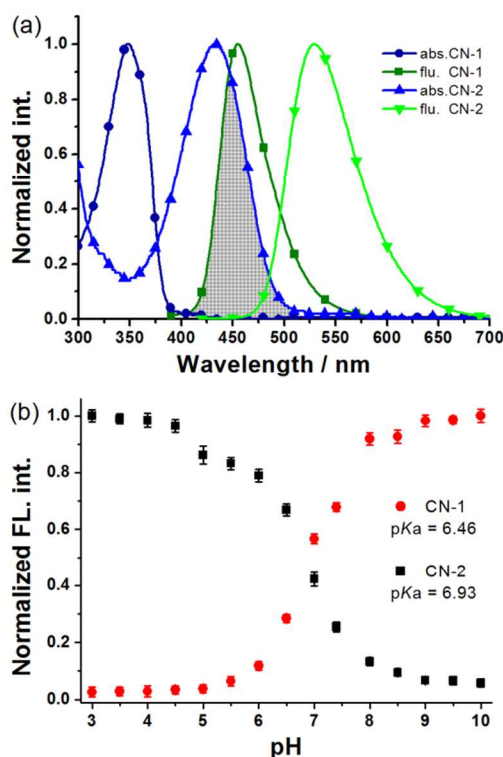 (a)
1.0
0.8
0.6
0.4
0.2
0.0
Normalized int.
abs.CN-1
flu. CN-1
abs.CN-2
flu. CN-2
300 350 400 450 500 550 600 650 700
Wavelength / nm
(b)
1.0
0.8
0.6
0.4
0.2
0.0
Normalized FL. int.
CN-1
pKa = 6.46
CN-2
pKa = 6.93
3 4 5 6 7 8 9 10
pH